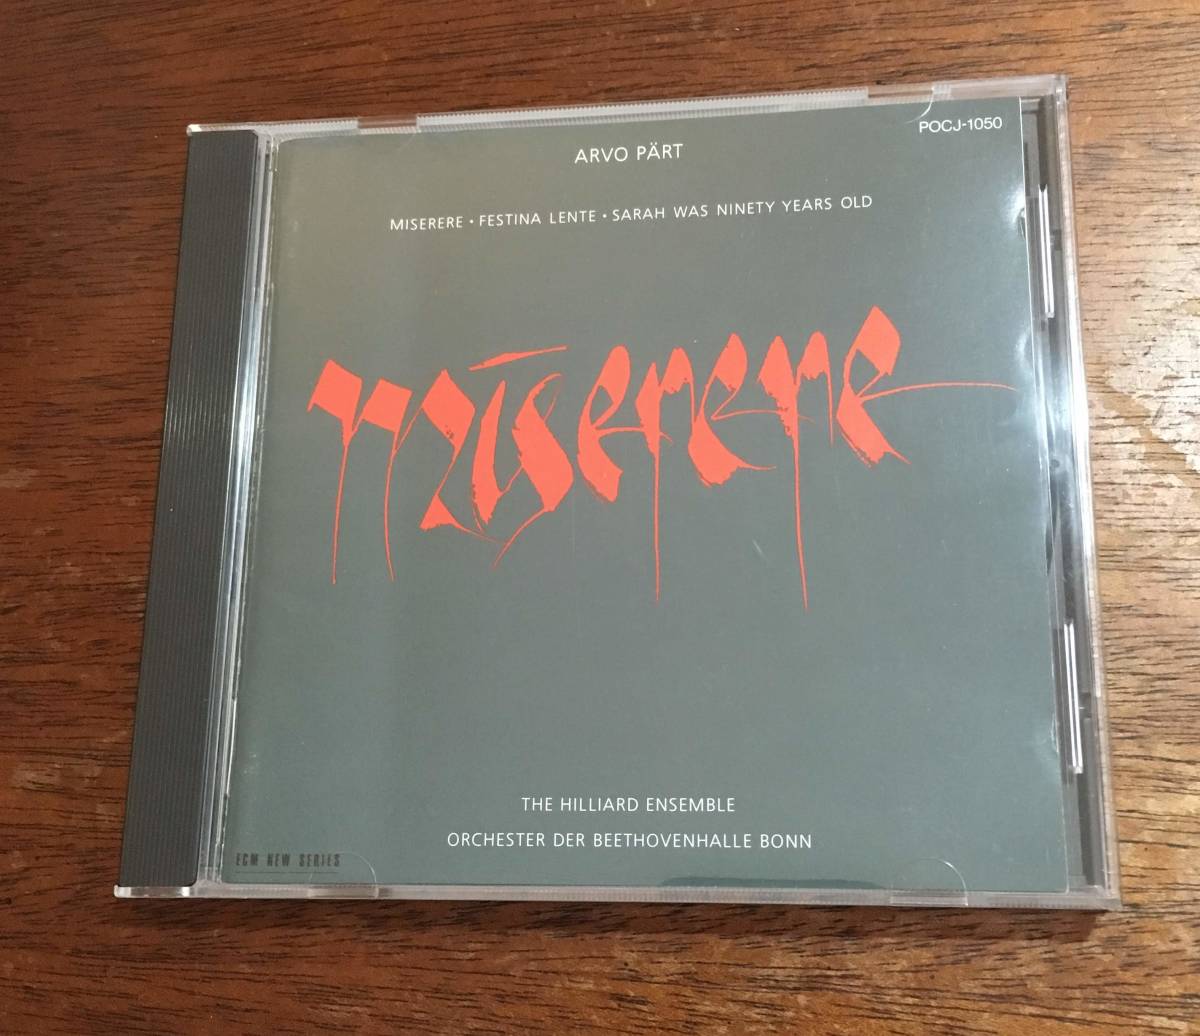 POCJ-1050
ARVO PÄRT
MISERERE • FESTINA LENTE • SARAH WAS NINETY YEARS OLD
Miserere
THE HILLIARD ENSEMBLE
ORCHESTER DER BEETHOVENHALLE BONN
ECM NEW SERIES